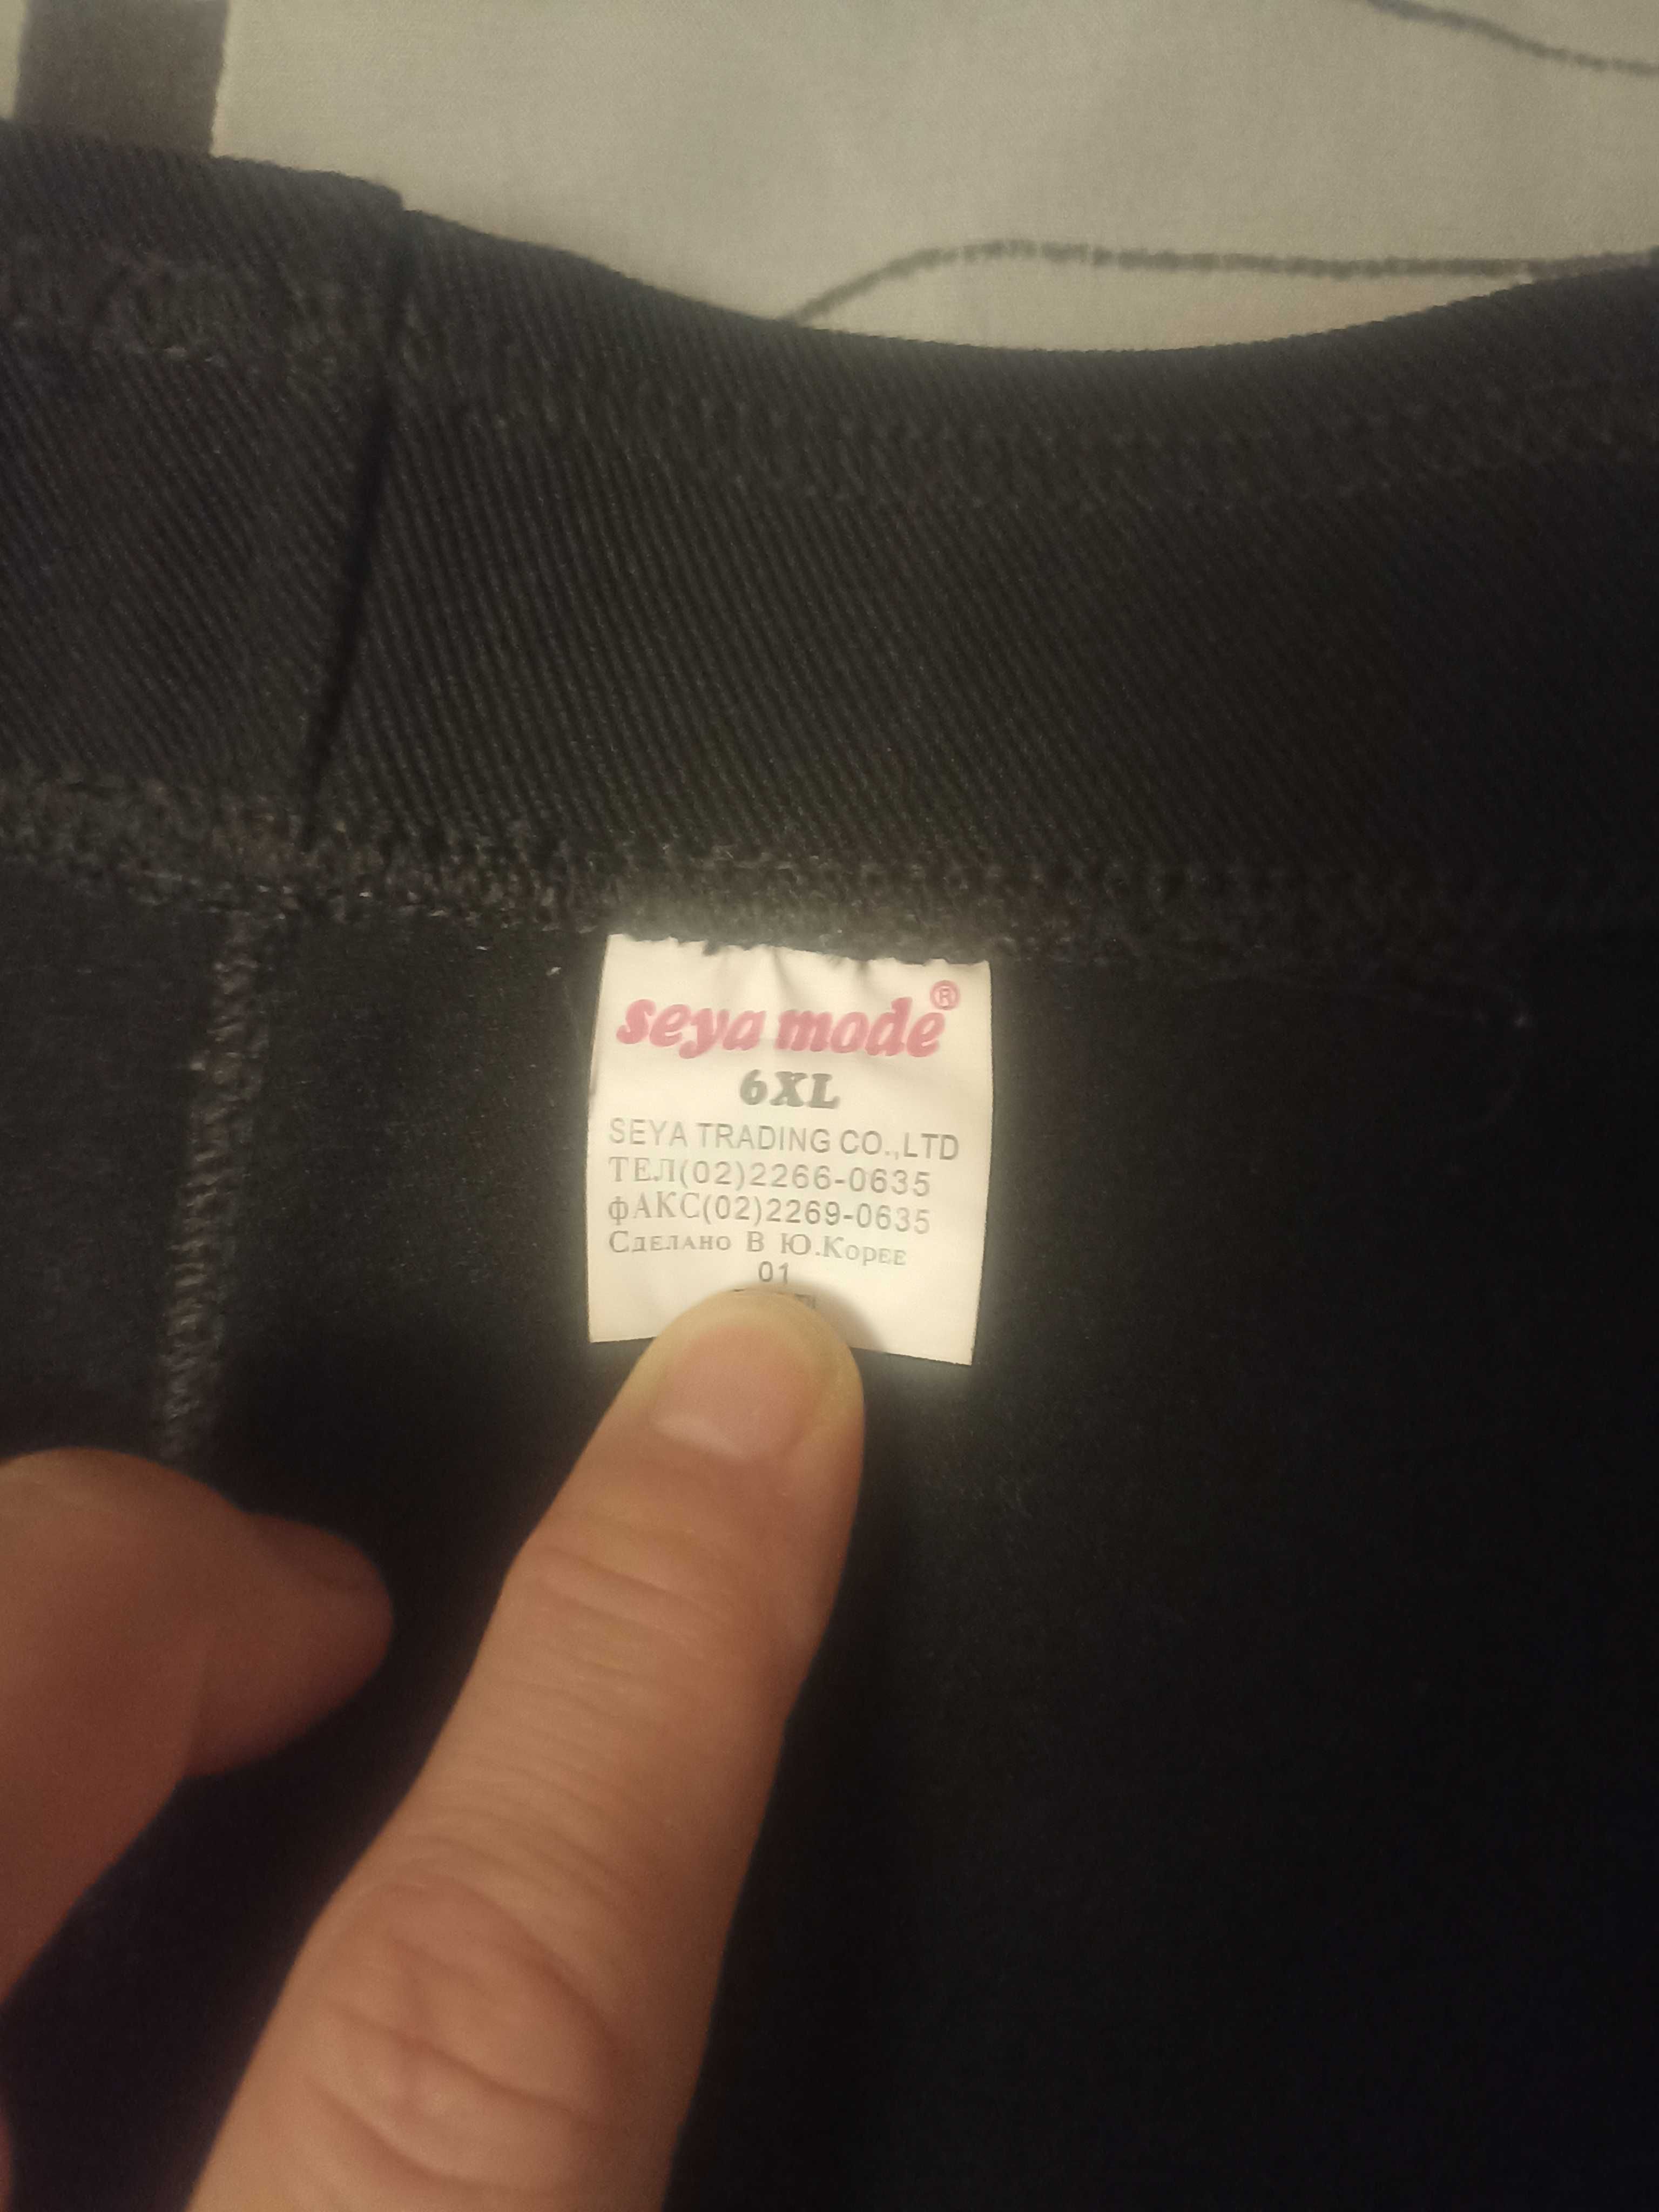 seya mode®
6XL
SEYA TRADING CO.,LTD
ТЕЛ(02)2266-0635
фАКС(02)2269-0635
Сделано В Ю.Корее
01